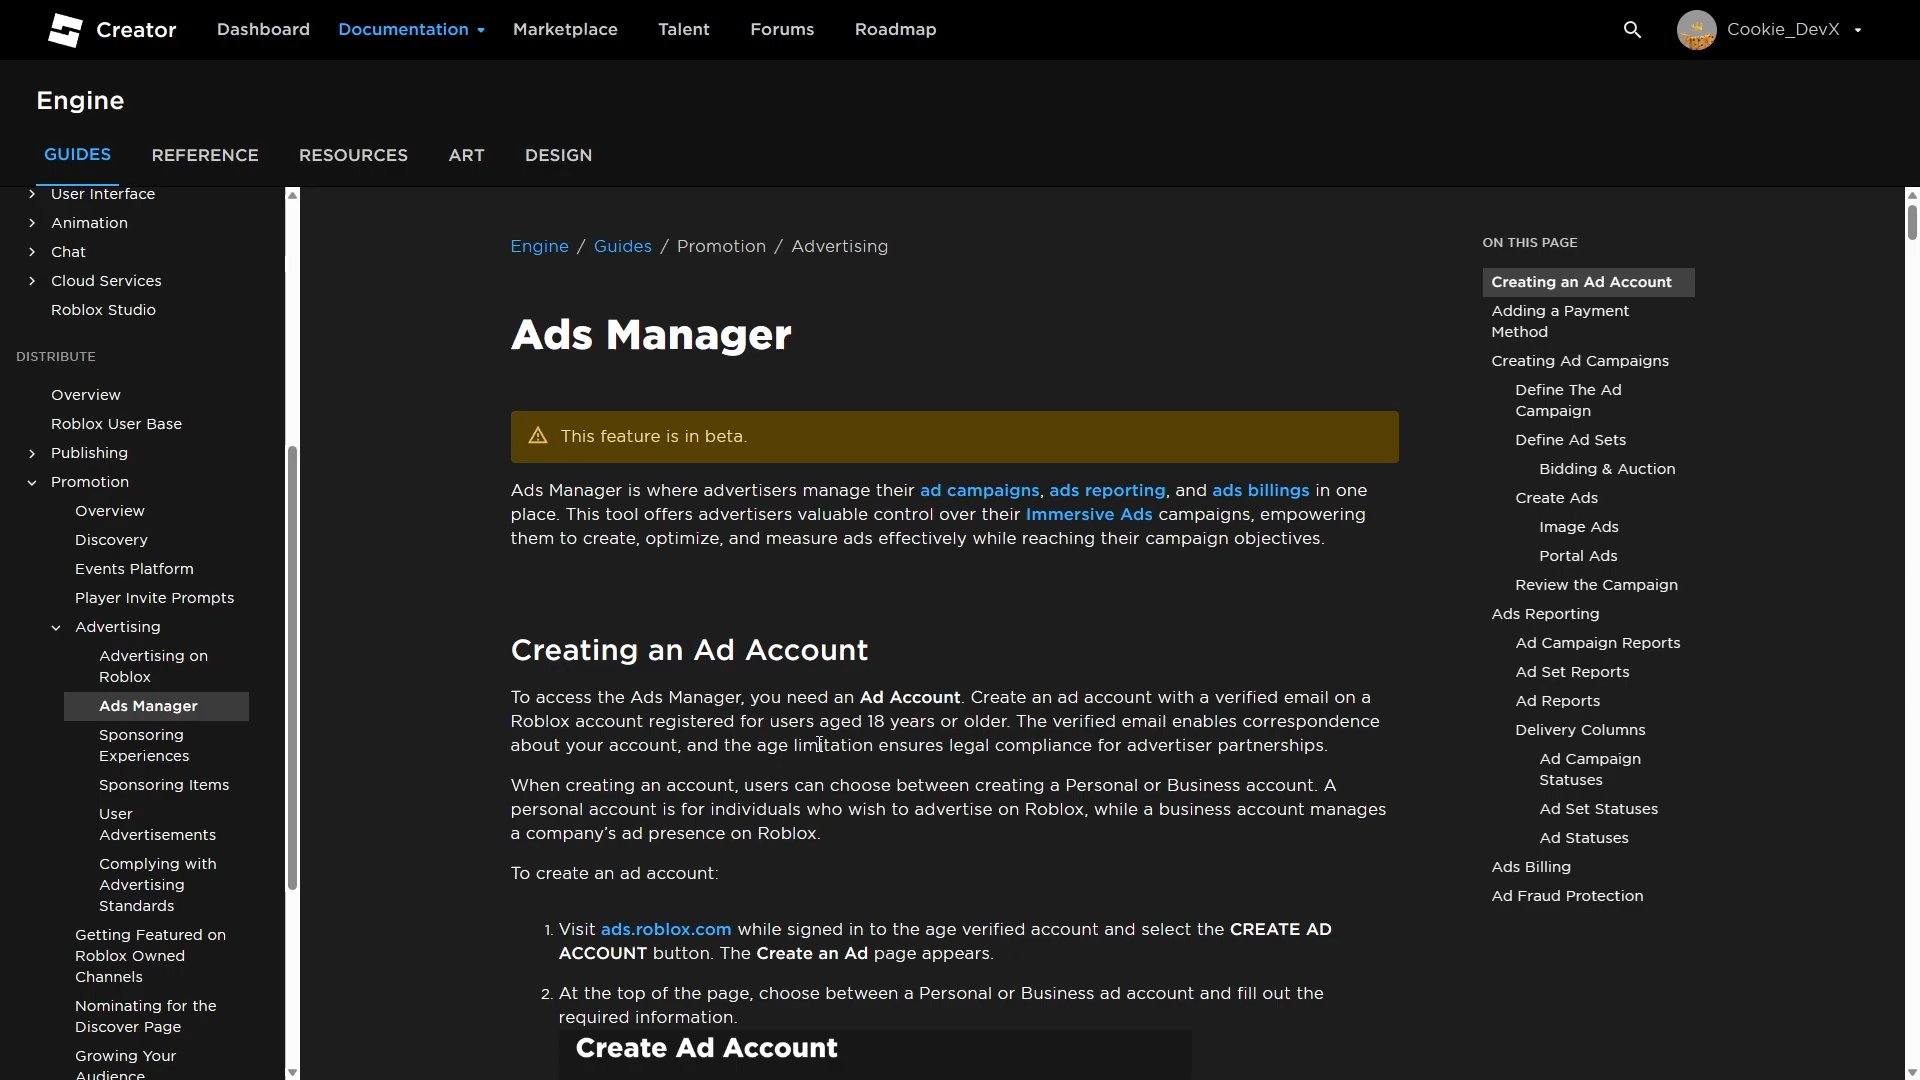 Creator
Dashboard
Documentation
Marketplace
Talent
Forums
Roadmap
Cookie_DevX
Engine
GUIDES
REFERENCE
RESOURCES
ART
DESIGN
User Interface
Animation
Chat
Cloud Services
Roblox Studio
DISTRIBUTE
Overview
Roblox User Base
Publishing
Promotion
Overview
Discovery
Events Platform
Player Invite Prompts
Advertising
Advertising on
Roblox
Ads Manager
Sponsoring
Experiences
Sponsoring Items
User
Advertisements
Complying with
Advertising
Standards
Getting Featured on
Roblox Owned
Channels
Nominating for the
Discover Page
Growing Your
Audience
Engine / Guides / Promotion / Advertising
Ads Manager
This feature is in beta.
Ads Manager is where advertisers manage their ad campaigns, ads reporting, and ads billings in one
place. This tool offers advertisers valuable control over their Immersive Ads campaigns, empowering
them to create, optimize, and measure ads effectively while reaching their campaign objectives.
Creating an Ad Account
To access the Ads Manager, you need an Ad Account. Create an ad account with a verified email on a
Roblox account registered for users aged 18 years or older. The verified email enables correspondence
about your account, and the age limitation ensures legal compliance for advertiser partnerships.
When creating an account, users can choose between creating a Personal or Business account. A
personal account is for individuals who wish to advertise on Roblox, while a business account manages
a company's ad presence on Roblox.
To create an ad account:
1. Visit ads.roblox.com while signed in to the age verified account and select the CREATE AD
ACCOUNT button. The Create an Ad page appears.
2. At the top of the page, choose between a Personal or Business ad account and fill out the
required information.
Create Ad Account
ON THIS PAGE
Creating an Ad Account
Adding a Payment
Method
Creating Ad Campaigns
Define The Ad
Campaign
Define Ad Sets
Bidding & Auction
Create Ads
Image Ads
Portal Ads
Review the Campaign
Ads Reporting
Ad Campaign Reports
Ad Set Reports
Ad Reports
Delivery Columns
Ad Campaign
Statuses
Ad Set Statuses
Ad Statuses
Ads Billing
Ad Fraud Protection